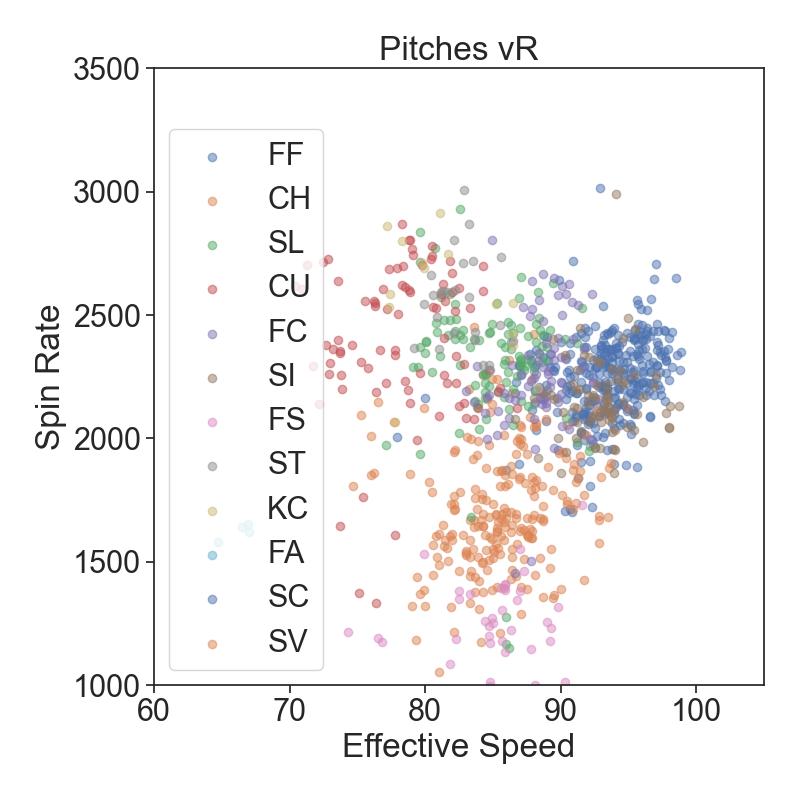 Pitches vR
3500
3000
2500
2000
1500
1000
Spin Rate
FF
CH
SL
CU
FC
SI
FS
ST
KC
FA
SC
SV
60 70 80 90 100
Effective Speed